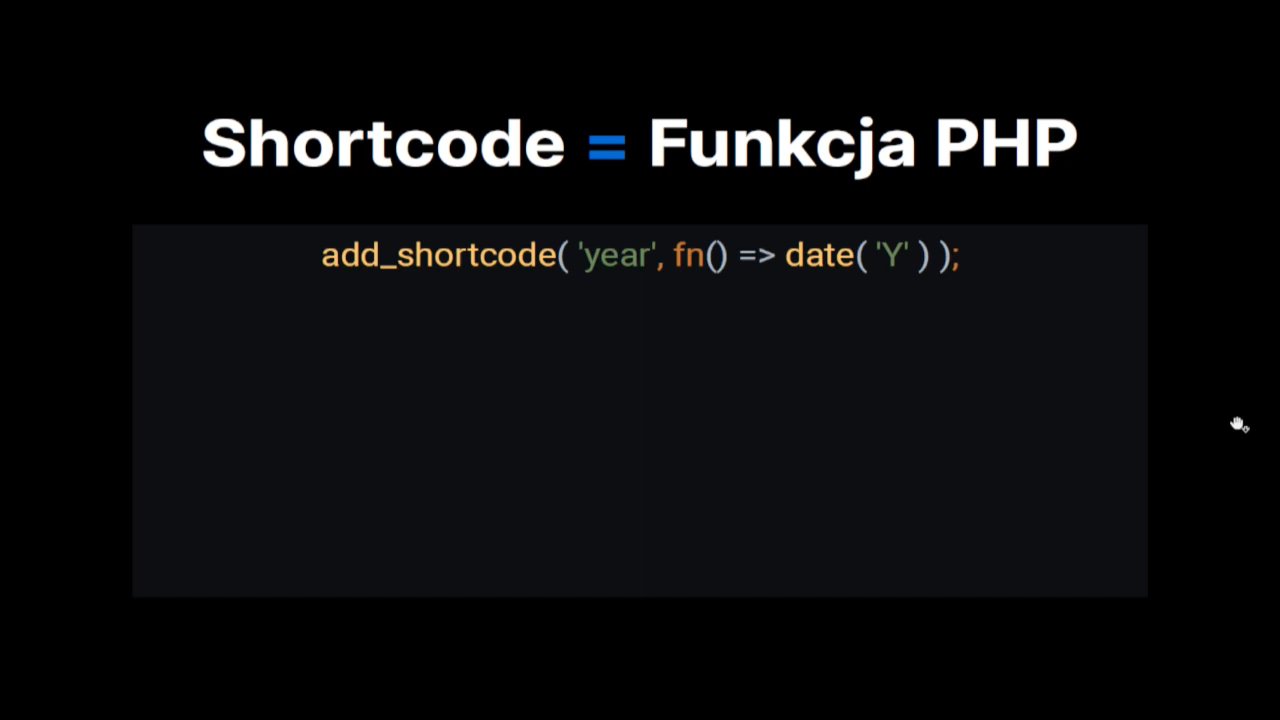 Shortcode = Funkcja PHP
add_shortcode( 'year', fn() => date( 'Y' ) );